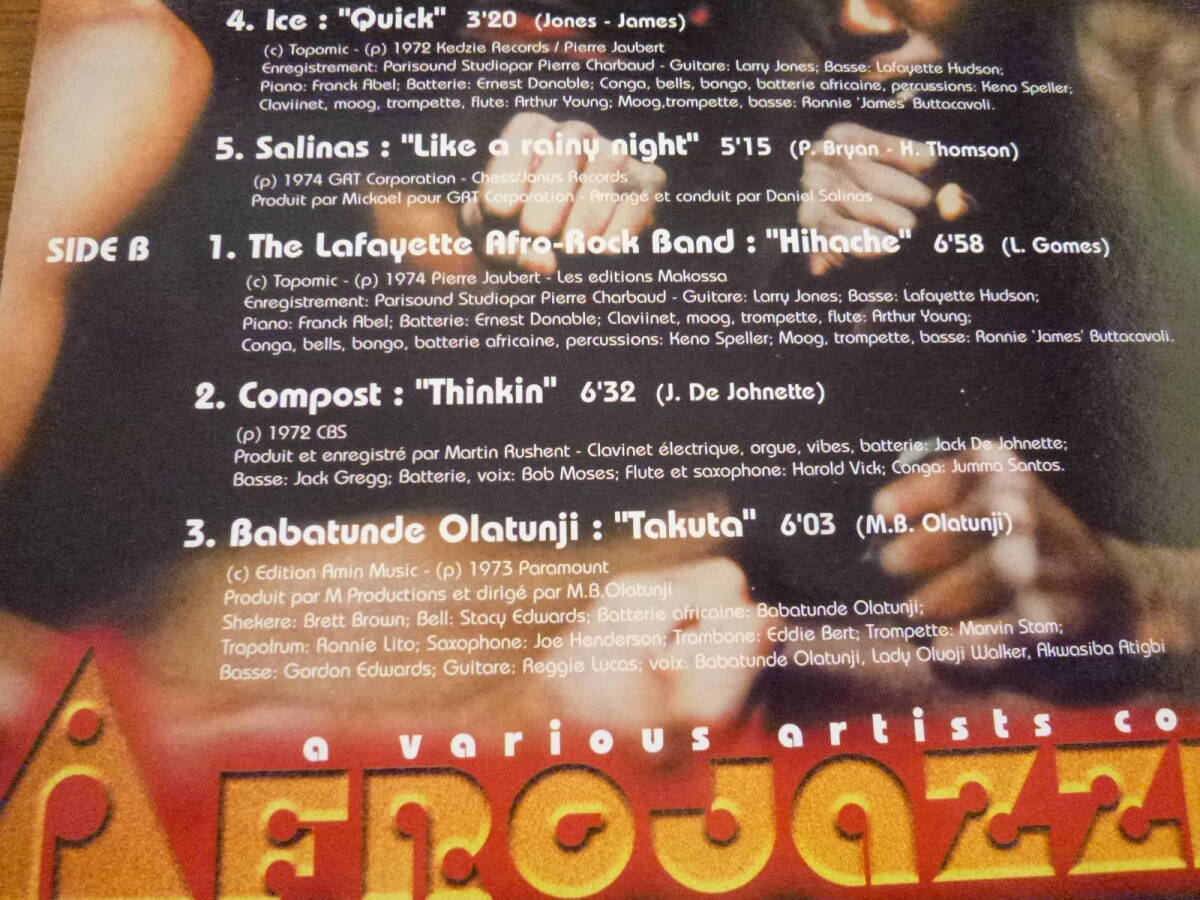 4. Ice : "Quick" 3'20 (Jones - James)
(c) Topomic - (p) 1972 Kedzie Records / Pierre Jaubert
Enregistrement: Parisound Studiopar Pierre Charbaud - Guitare: Larry Jones; Basse: Lafayette Hudson;
Piano: Franck Abel; Batterie: Ernest Donable; Conga, bells, bongo, batterie africaine, percussions: Keno Speller;
Claviinet, moog, trompette, flute: Arthur Young; Moog,trompette, basse: Ronnie 'James' Buttacavoli.
5. Salinas : "Like a rainy night" 5'15 (P. Bryan - H. Thomson)
(p) 1974 GRT Corporation - Chess/Janus Records
Produit par Mickael pour GRT Corporation - Arrangé et conduit par Daniel Salinas
SIDE B 1. The Lafayette Afro-Rock Band : "Hihache" 6'58 (L. Gomes)
(c) Topomic - (p) 1974 Pierre Jaubert - Les editions Makossa
Enregistrement: Parisound Studiopar Pierre Charbaud - Guitare: Larry Jones; Basse: Lafayette Hudson;
Piano: Franck Abel; Batterie: Ernest Donable; Claviinet, moog, trompette, flute: Arthur Young;
Conga, bells, bongo, batterie africaine, percussions: Keno Speller; Moog, trompette, basse: Ronnie 'James' Buttacavoli.
2. Compost : "Thinkin" 6'32 (J. De Johnette)
(p) 1972 CBS
Produit et enregistré par Martin Rushent - Clavinet électrique, orgue, vibes, batterie: Jack De Johnette;
Basse: Jack Gregg; Batterie, voix: Bob Moses; Flute et saxophone: Harold Vick; Conga: Jumma Santos.
3. Babatunde Olatunji : "Takuta" 6'03 (M.B. Olatunji)
(c) Edition Amin Music - (p) 1973 Paramount
Produit par M Productions et dirigé par M.B.Olatunji
Shekere: Brett Brown; Bell: Stacy Edwards; Batterie africaine: Babatunde Olatunji;
Trapolrum: Ronnie Lito; Saxophone: Joe Henderson; Trombone: Eddie Bert; Trompette: Marvin Stam;
Basse: Gordon Edwards; Guitare: Reggie Lucas; voix: Babatunde Olatunji, Lady Oluoji Walker, Akwasiba Atigbi
a various artists co
AFROJAZZ